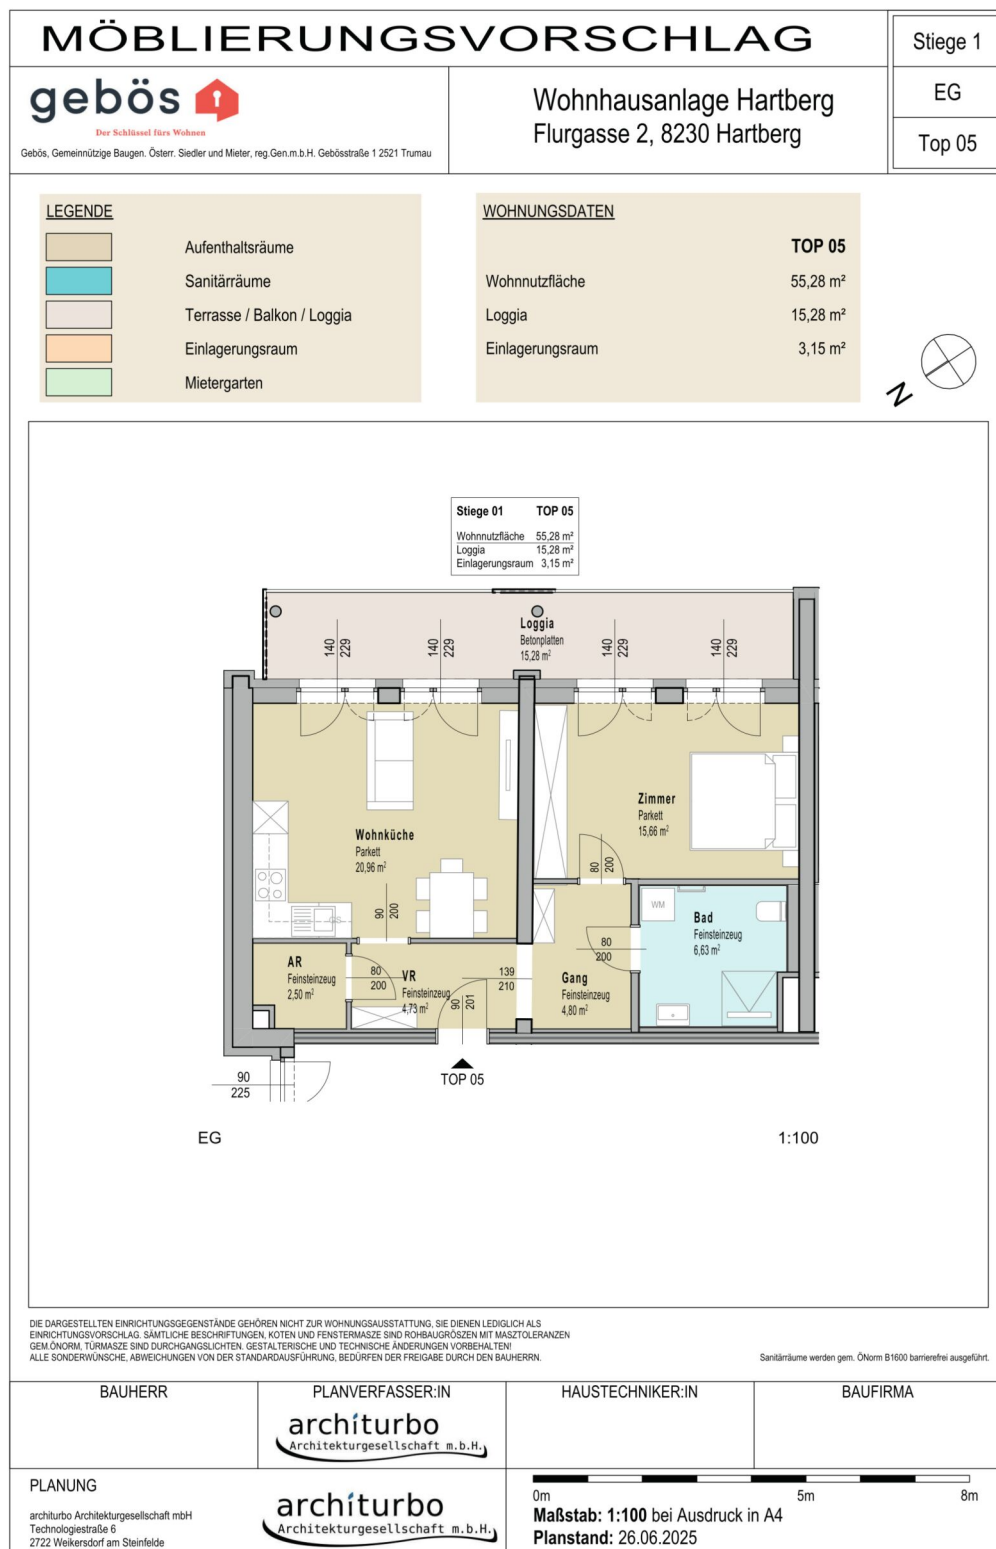 MÖBLIERUNGSVORSCHLAG
Stiege 1
EG
Top 05
gebös
Der Schlüssel fürs Wohnen
Gebös, Gemeinnützige Baugen. Österr. Siedler und Mieter, reg.Gen.m.b.H. Gebösstraße 1 2521 Trumau
Wohnhausanlage Hartberg
Flurgasse 2, 8230 Hartberg
LEGENDE
Aufenthaltsräume
Sanitärräume
Terrasse / Balkon / Loggia
Einlagerungsraum
Mietergarten
WOHNUNGSDATEN
TOP 05
Wohnnutzfläche 55,28 m²
Loggia 15,28 m²
Einlagerungsraum 3,15 m²
N
Stiege 01 TOP 05
Wohnnutzfläche 55,28 m²
Loggia 15,28 m²
Einlagerungsraum 3,15 m²
Loggia
Betonplatten
15,28 m²
140
229
140
229
140
229
140
229
Wohnküche
Parkett
20,96 m²
Zimmer
Parkett
15,66 m²
80
200
90
200
GS
WM
Bad
Feinsteinzeug
6,63 m²
80
200
AR
Feinsteinzeug
2,50 m²
80
200
VR
Feinsteinzeug
4,73 m²
90
201
139
210
Gang
Feinsteinzeug
4,80 m²
TOP 05
90
225
EG
1:100
DIE DARGESTELLTEN EINRICHTUNGSGEGENSTÄNDE GEHÖREN NICHT ZUR WOHNUNGSAUSSTATTUNG, SIE DIENEN LEDIGLICH ALS
EINRICHTUNGSVORSCHLAG. SÄMTLICHE BESCHRIFTUNGEN, KOTEN UND FENSTERMASZE SIND ROHBAUGRÖSZEN MIT MASZTOLERANZEN
GEM.ÖNORM, TÜRMASZE SIND DURCHGANGSLICHTEN. GESTALTERISCHE UND TECHNISCHE ÄNDERUNGEN VORBEHALTEN!
ALLE SONDERWÜNSCHE, ABWEICHUNGEN VON DER STANDARDAUSFÜHRUNG, BEDÜRFEN DER FREIGABE DURCH DEN BAUHERRN.
Sanitärräume werden gem. ÖNorm B1600 barrierefrei ausgeführt.
BAUHERR
PLANVERFASSER:IN
HAUSTECHNIKER:IN
BAUFIRMA
architurbo
Architekturgesellschaft m.b.H.
PLANUNG
architurbo Architekturgesellschaft mbH
Technologiestraße 6
2722 Weikersdorf am Steinfelde
architurbo
Architekturgesellschaft m.b.H.
0m 5m 8m
Maßstab: 1:100 bei Ausdruck in A4
Planstand: 26.06.2025